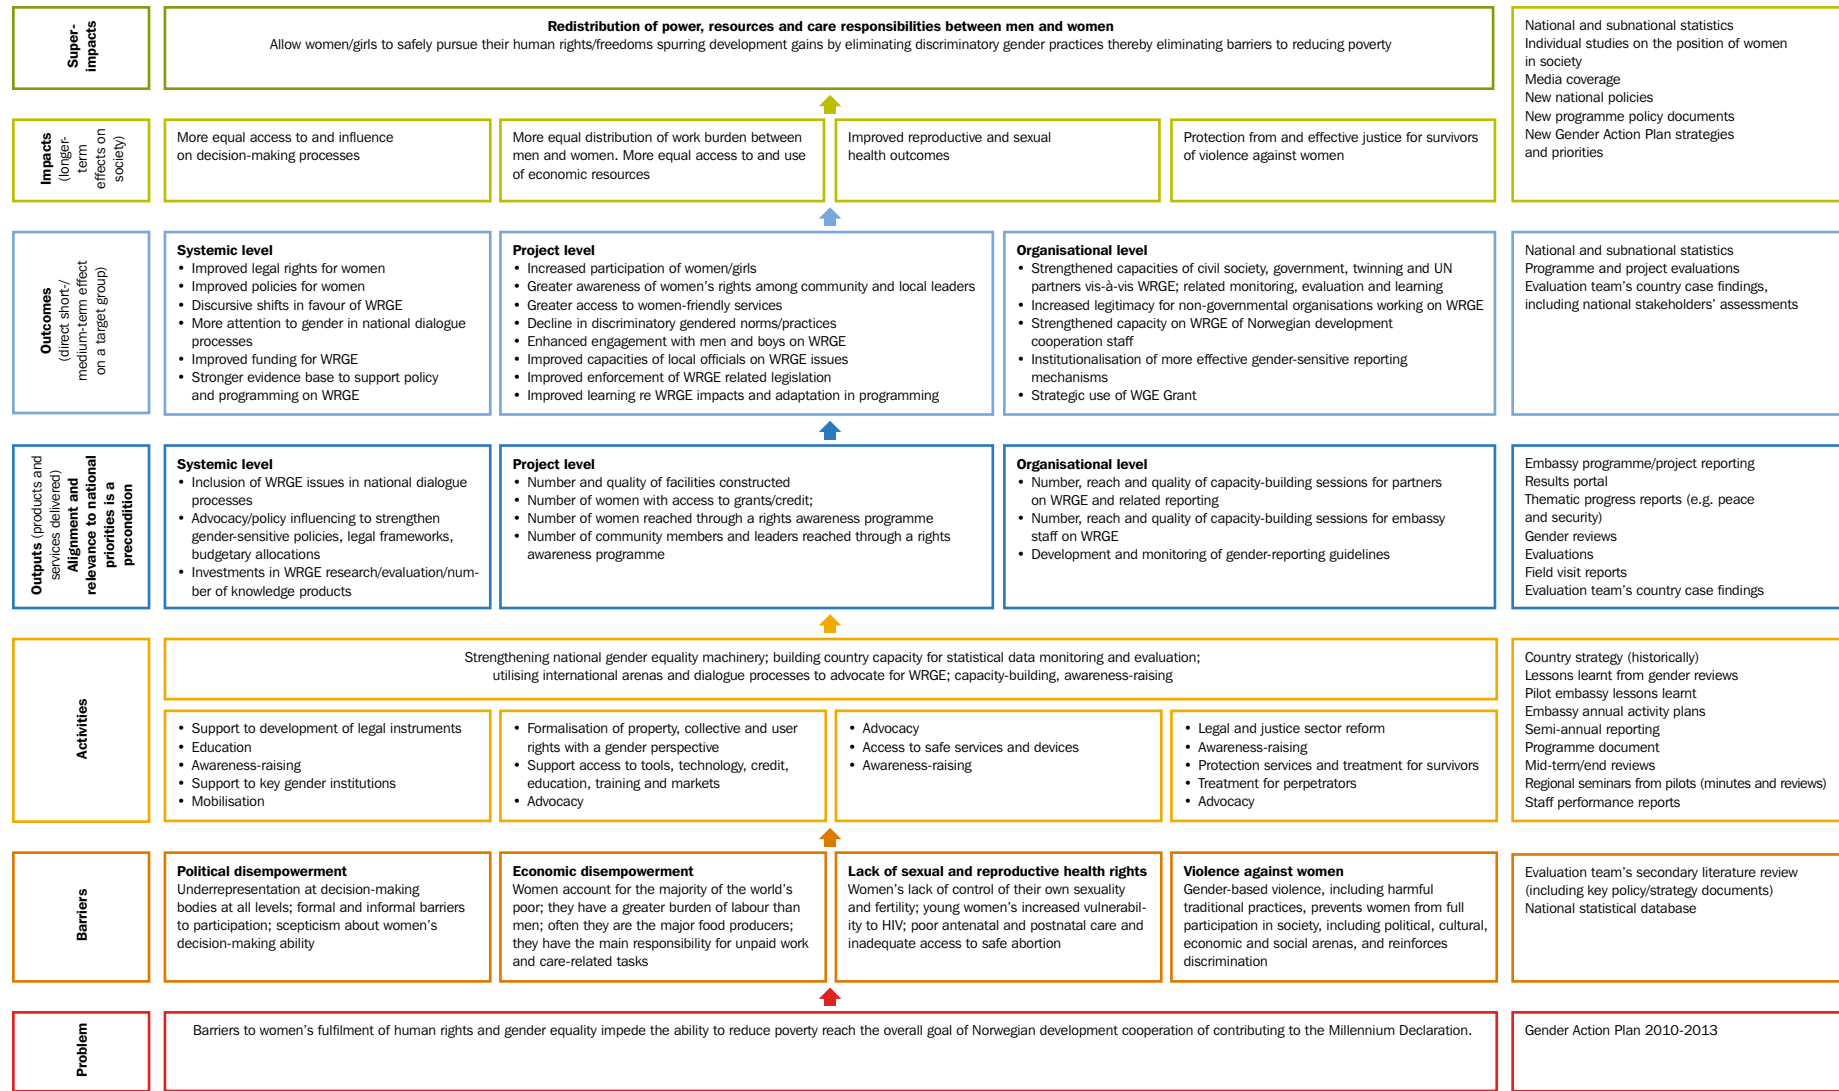 Super-
impacts
Redistribution of power, resources and care responsibilities between men and women
Allow women/girls to safely pursue their human rights/freedoms spurring development gains by eliminating discriminatory gender practices thereby eliminating barriers to reducing poverty
National and subnational statistics
Individual studies on the position of women
in society
Media coverage
New national policies
New programme policy documents
New Gender Action Plan strategies
and priorities
Impacts
(longer-
term
effects on
society)
More equal access to and influence
on decision-making processes
More equal distribution of work burden between
men and women. More equal access to and use
of economic resources
Improved reproductive and sexual
health outcomes
Protection from and effective justice for survivors
of violence against women
Outcomes
(direct short-/
medium-term effect
on a target group)
Systemic level
• Improved legal rights for women
• Improved policies for women
• Discursive shifts in favour of WRGE
• More attention to gender in national dialogue
processes
• Improved funding for WRGE
• Stronger evidence base to support policy
and programming on WRGE
Project level
• Increased participation of women/girls
• Greater awareness of women's rights among community and local leaders
• Greater access to women-friendly services
• Decline in discriminatory gendered norms/practices
• Enhanced engagement with men and boys on WRGE
• Improved capacities of local officials on WRGE issues
• Improved enforcement of WRGE related legislation
• Improved learning re WRGE impacts and adaptation in programming
Organisational level
• Strengthened capacities of civil society, government, twinning and UN
partners vis-à-vis WRGE; related monitoring, evaluation and learning
• Increased legitimacy for non-governmental organisations working on WRGE
• Strengthened capacity on WRGE of Norwegian development
cooperation staff
• Institutionalisation of more effective gender-sensitive reporting
mechanisms
• Strategic use of WGE Grant
National and subnational statistics
Programme and project evaluations
Evaluation team's country case findings,
including national stakeholders' assessments
Outputs (products and
services delivered)
Alignment and
relevance to national
priorities is a
precondition
Systemic level
• Inclusion of WRGE issues in national dialogue
processes
• Advocacy/policy influencing to strengthen
gender-sensitive policies, legal frameworks,
budgetary allocations
• Investments in WRGE research/evaluation/num-
ber of knowledge products
Project level
• Number and quality of facilities constructed
• Number of women with access to grants/credit;
• Number of women reached through a rights awareness programme
• Number of community members and leaders reached through a rights
awareness programme
Organisational level
• Number, reach and quality of capacity-building sessions for partners
on WRGE and related reporting
• Number, reach and quality of capacity-building sessions for embassy
staff on WRGE
• Development and monitoring of gender-reporting guidelines
Embassy programme/project reporting
Results portal
Thematic progress reports (e.g. peace
and security)
Gender reviews
Evaluations
Field visit reports
Evaluation team's country case findings
Activities
Strengthening national gender equality machinery; building country capacity for statistical data monitoring and evaluation;
utilising international arenas and dialogue processes to advocate for WRGE; capacity-building, awareness-raising
• Support to development of legal instruments
• Education
• Awareness-raising
• Support to key gender institutions
• Mobilisation
• Formalisation of property, collective and user
rights with a gender perspective
• Support access to tools, technology, credit,
education, training and markets
• Advocacy
• Advocacy
• Access to safe services and devices
• Awareness-raising
• Legal and justice sector reform
• Awareness-raising
• Protection services and treatment for survivors
• Treatment for perpetrators
• Advocacy
Country strategy (historically)
Lessons learnt from gender reviews
Pilot embassy lessons learnt
Embassy annual activity plans
Semi-annual reporting
Programme document
Mid-term/end reviews
Regional seminars from pilots (minutes and reviews)
Staff performance reports
Barriers
Political disempowerment
Underrepresentation at decision-making
bodies at all levels; formal and informal barriers
to participation; scepticism about women's
decision-making ability
Economic disempowerment
Women account for the majority of the world's
poor; they have a greater burden of labour than
men; often they are the major food producers;
they have the main responsibility for unpaid work
and care-related tasks
Lack of sexual and reproductive health rights
Women's lack of control of their own sexuality
and fertility; young women's increased vulnerabil-
ity to HIV; poor antenatal and postnatal care and
inadequate access to safe abortion
Violence against women
Gender-based violence, including harmful
traditional practices, prevents women from full
participation in society, including political, cultural,
economic and social arenas, and reinforces
discrimination
Evaluation team's secondary literature review
(including key policy/strategy documents)
National statistical database
Problem
Barriers to women's fulfilment of human rights and gender equality impede the ability to reduce poverty reach the overall goal of Norwegian development cooperation of contributing to the Millennium Declaration.
Gender Action Plan 2010-2013